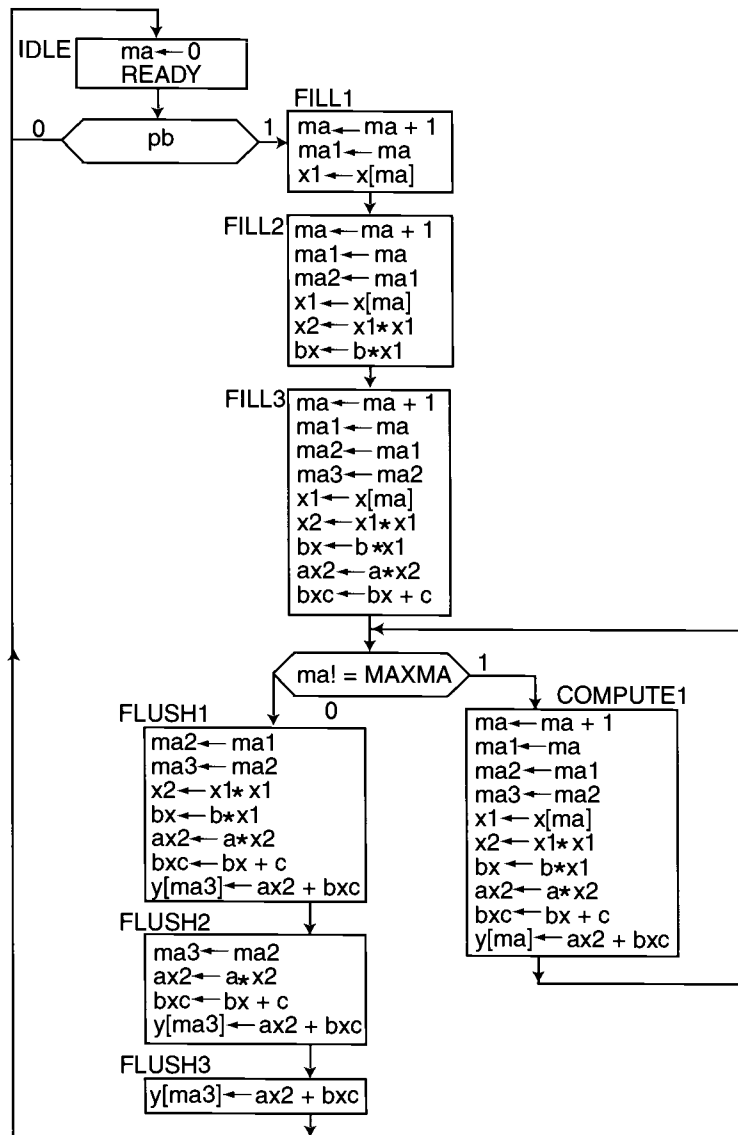 IDLE
ma ← 0
READY
0
pb
1
FILL1
ma ← ma + 1
ma1 ← ma
x1 ← x[ma]
FILL2
ma ← ma + 1
ma1 ← ma
ma2 ← ma1
x1 ← x[ma]
x2 ← x1* x1
bx ← b*x1
FILL3
ma ← ma + 1
ma1 ← ma
ma2 ← ma1
ma3 ← ma2
x1 ← x[ma]
x2 ← x1* x1
bx ← b*x1
ax2 ← a*x2
bxc ← bx + c
ma! = MAXMA
1
0
FLUSH1
ma2 ← ma1
ma3 ← ma2
x2 ← x1* x1
bx ← b*x1
ax2 ← a*x2
bxc ← bx + c
y[ma3] ← ax2 + bxc
FLUSH2
ma3 ← ma2
ax2 ← a* x2
bxc ← bx + c
y[ma3] ← ax2 + bxc
FLUSH3
y[ma3] ← ax2 + bxc
COMPUTE1
ma ← ma + 1
ma1 ← ma
ma2 ← ma1
ma3 ← ma2
x1 ← x[ma]
x2 ← x1* x1
bx ← b*x1
ax2 ← a*x2
bxc ← bx + c
y[ma] ← ax2 + bxc